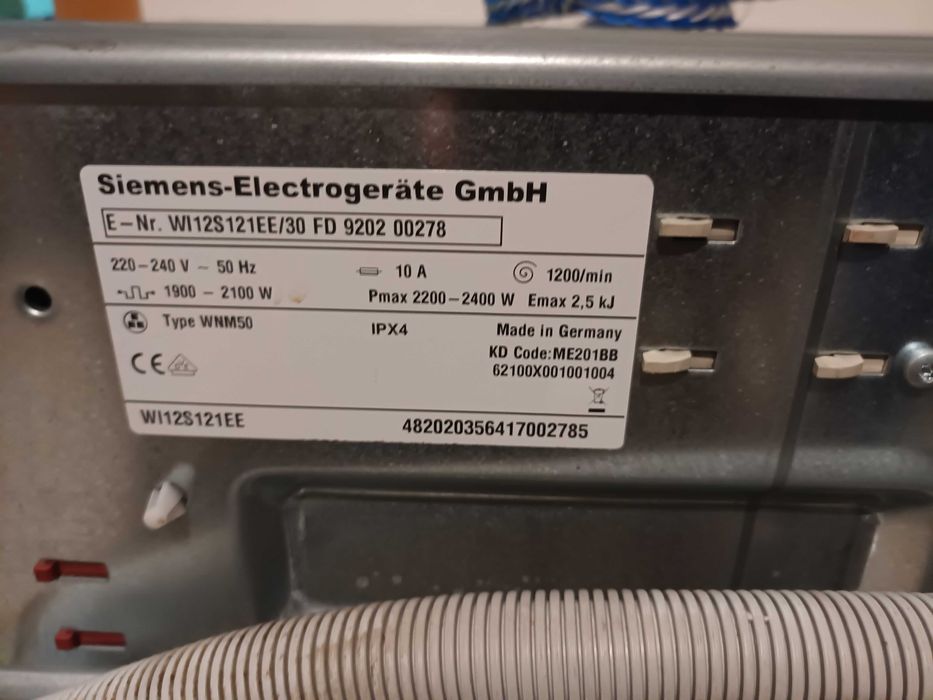 Siemens-Electrogeräte GmbH
E-Nr. WI12S121EE/30 FD 9202 00278
220-240 V ~ 50 Hz 10 A 1200/min
1900 - 2100 W Pmax 2200-2400 W Emax 2,5 kJ
Type WNM50 IPX4 Made in Germany
KD Code:ME201BB
CE 62100X001001004
WI12S121EE 482020356417002785